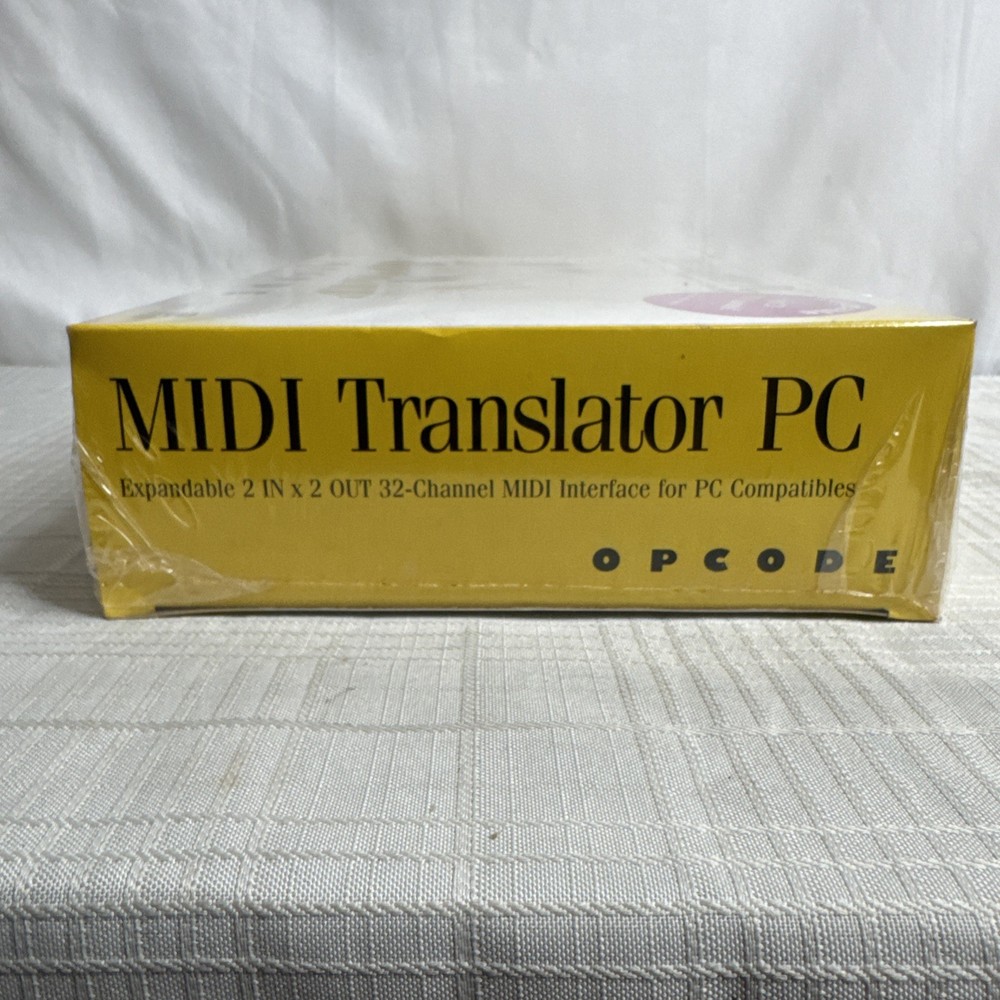 MIDI Translator PC
Expandable 2 IN x 2 OUT 32-Channel MIDI Interface for PC Compatibles
OPCODE